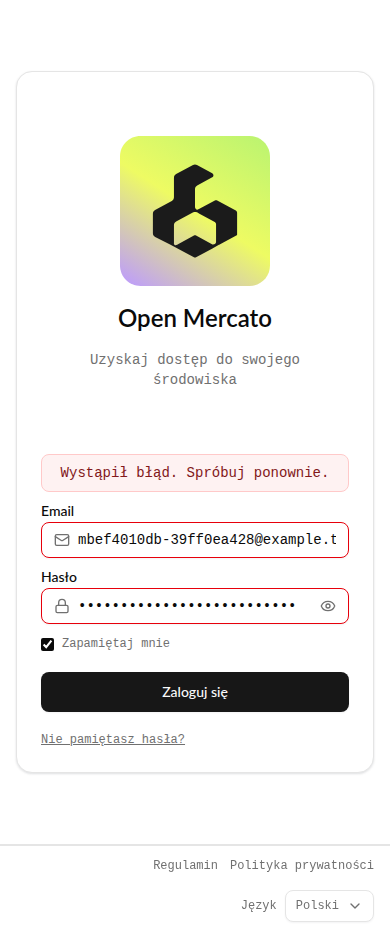 Open Mercato
Uzyskaj dostęp do swojego
środowiska
Wystąpił błąd. Spróbuj ponownie.
Email
mbef4010db-39ff0ea428@example.t
Hasło
••••••••••••••••••••••••••
Zapamiętaj mnie
Zaloguj się
Nie pamiętasz hasła?
Regulamin Polityka prywatności
Język Polski